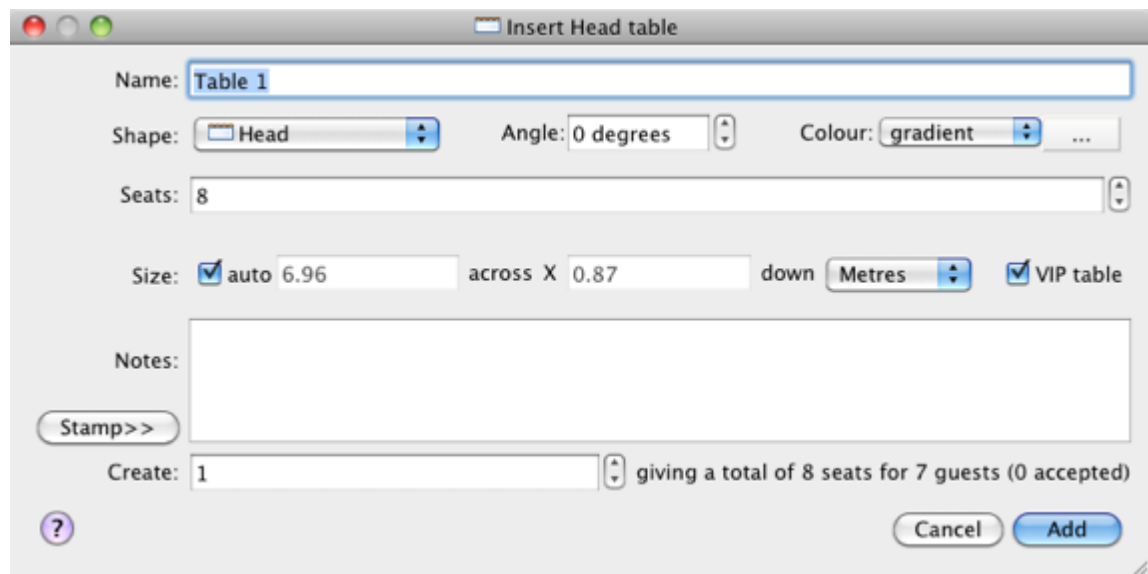 Insert Head table
Name: Table 1
Shape: Head Angle: 0 degrees Colour: gradient ...
Seats: 8
Size: auto 6.96 across X 0.87 down Metres VIP table
Notes:
Stamp>>
Create: 1 giving a total of 8 seats for 7 guests (0 accepted)
? Cancel Add